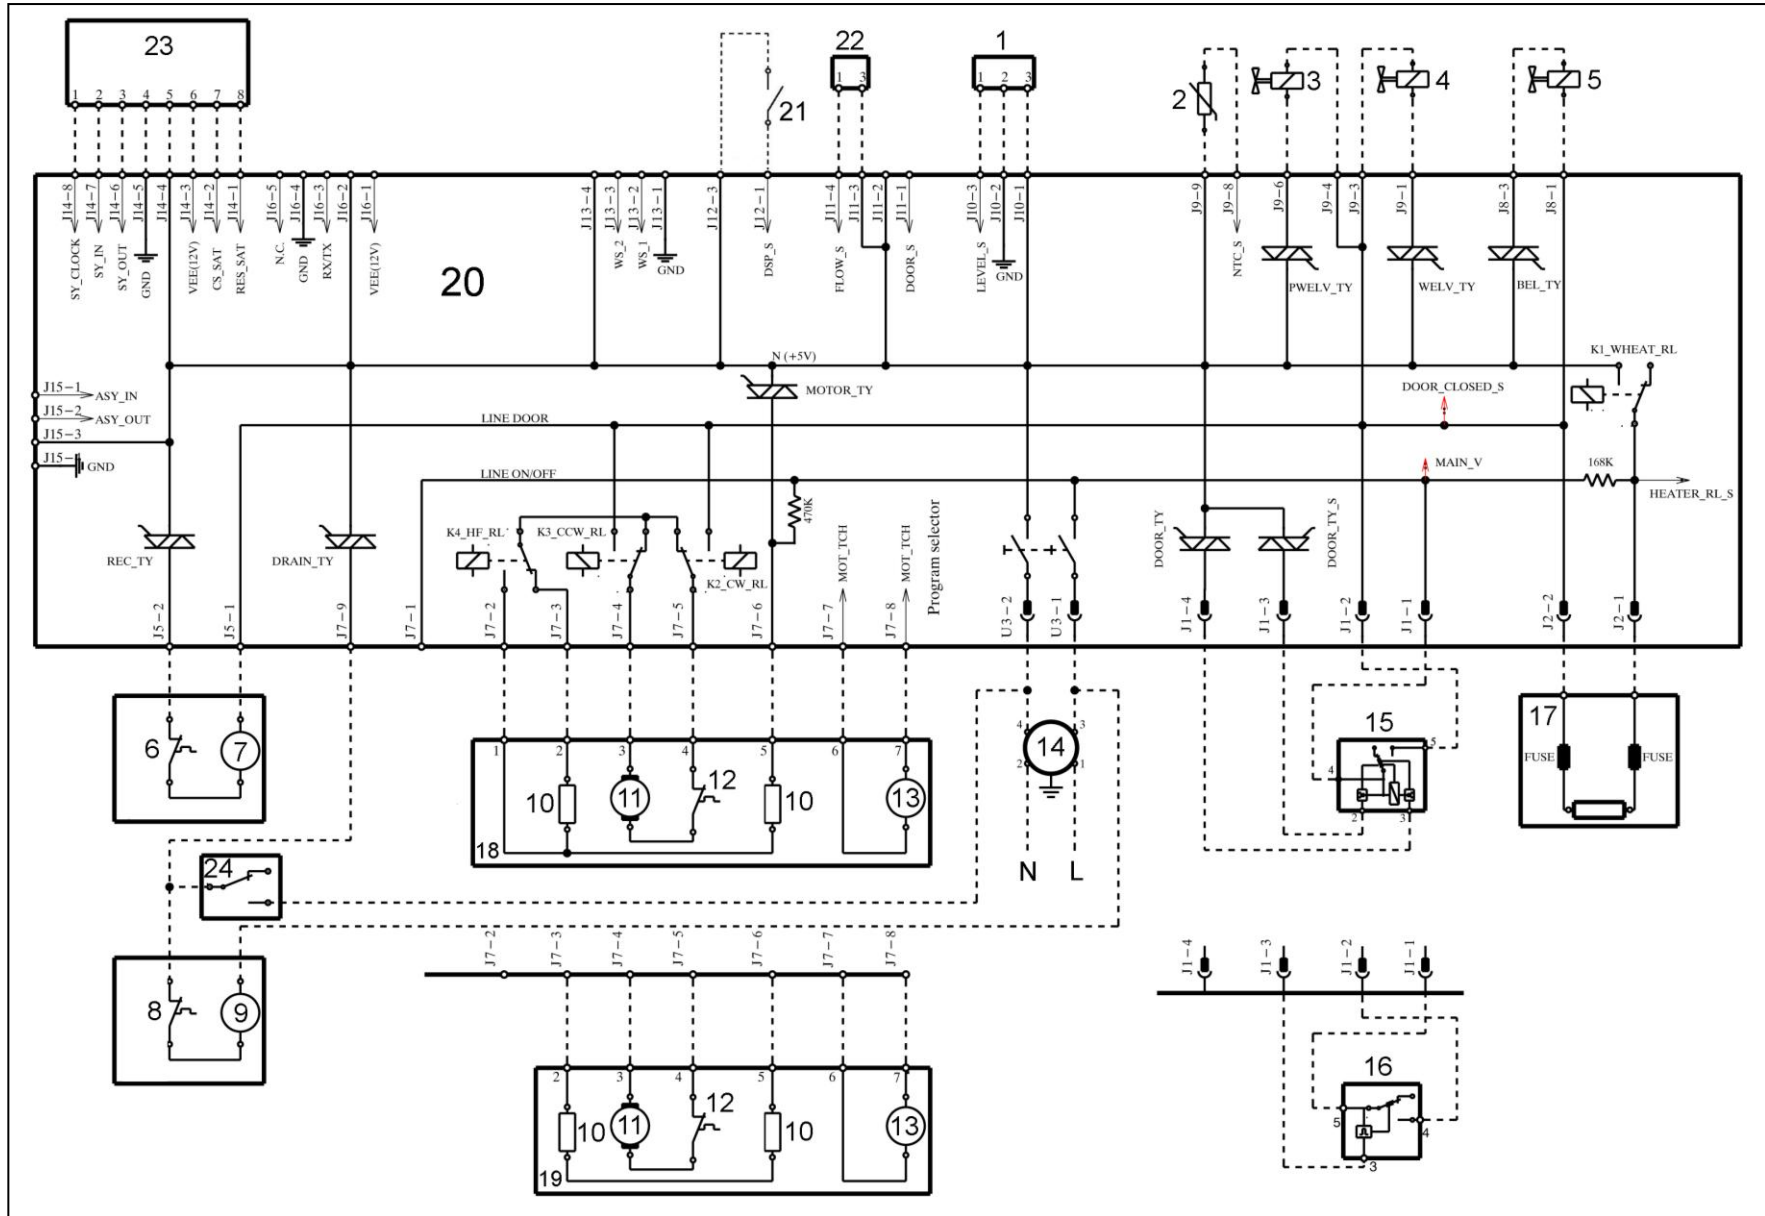 23
1 2 3 4 5 6 7 8
21
22
1 3
1
1 2 3
2
3
4
5
J14-8 J14-7 J14-6 J14-5 J14-4 J14-3 J14-2 J14-1 J16-5 J16-4 J16-3 J16-2 J16-1
J13-4 J13-3 J13-2 J13-1 J12-3 J12-1 J11-4 J11-3 J11-2 J11-1 J10-3 J10-2 J10-1
J9-9 J9-8 J9-6 J9-4 J9-3 J9-1 J8-3 J8-1
SY_CLOCK SY_IN SY_OUT GND VEE(12V) CS_SAT RES_SAT N.C. GND RX/TX VEE(12V)
WS_2 WS_1 GND DSP_S FLOW_S DOOR_S LEVEL_S GND NTC_S
PWELV_TY WELV_TY BEL_TY
20
N (+5V)
K1_WHEAT_RL
J15-1 ASY_IN
J15-2 ASY_OUT
J15-3
J15- GND
MOTOR_TY
DOOR_CLOSED_S
LINE DOOR
LINE ON/OFF
MAIN_V
168K
HEATER_RL_S
470K
REC_TY
DRAIN_TY
K4_HF_RL
K3_CCW_RL
K2_CW_RL
MOT_TCH
MOT_TCH
Program selector
DOOR_TY
DOOR_TY_S
J5-2 J5-1 J7-9 J7-1 J7-2 J7-3 J7-4 J7-5 J7-6 J7-7 J7-8 U3-2 U3-1 J1-4 J1-3 J1-2 J1-1 J2-2 J2-1
6 7
1 2 3 4 5 6 7
10 11 12 10 13
18
4 3
14
2 1
N L
15
5
4
2 3
17
FUSE FUSE
24
8 9
J7-2 J7-3 J7-4 J7-5 J7-6 J7-7 J7-8
2 3 4 5 6 7
10 11 12 10 13
19
J1-4 J1-3 J1-2 J1-1
16
5 4
3